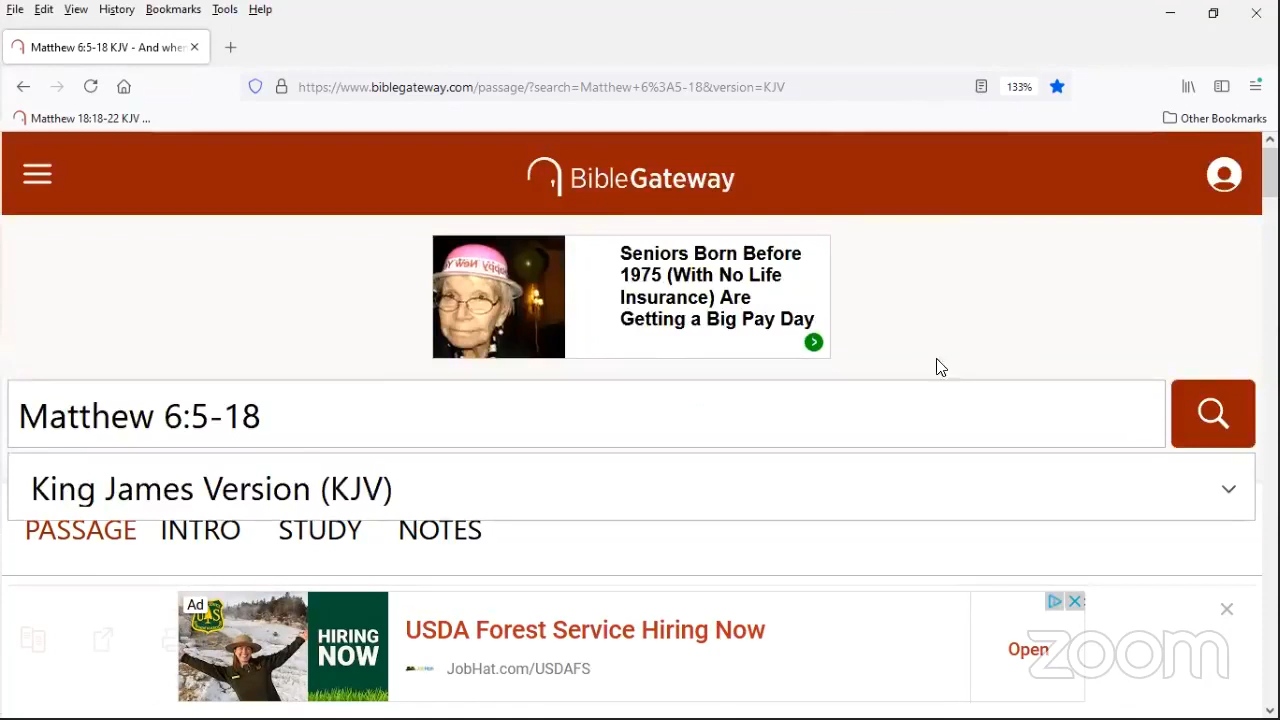 File Edit View History Bookmarks Tools Help
Matthew 6:5-18 KJV - And when
https://www.biblegateway.com/passage/?search=Matthew+6%3A5-18&version=KJV
133%
Matthew 18:18-22 KJV ...
Other Bookmarks
BibleGateway
Seniors Born Before
1975 (With No Life
Insurance) Are
Getting a Big Pay Day
Matthew 6:5-18
King James Version (KJV)
PASSAGE INTRO STUDY NOTES
Ad
HIRING
NOW
USDA Forest Service Hiring Now
JobHat.com/USDAFS
Open
zoom